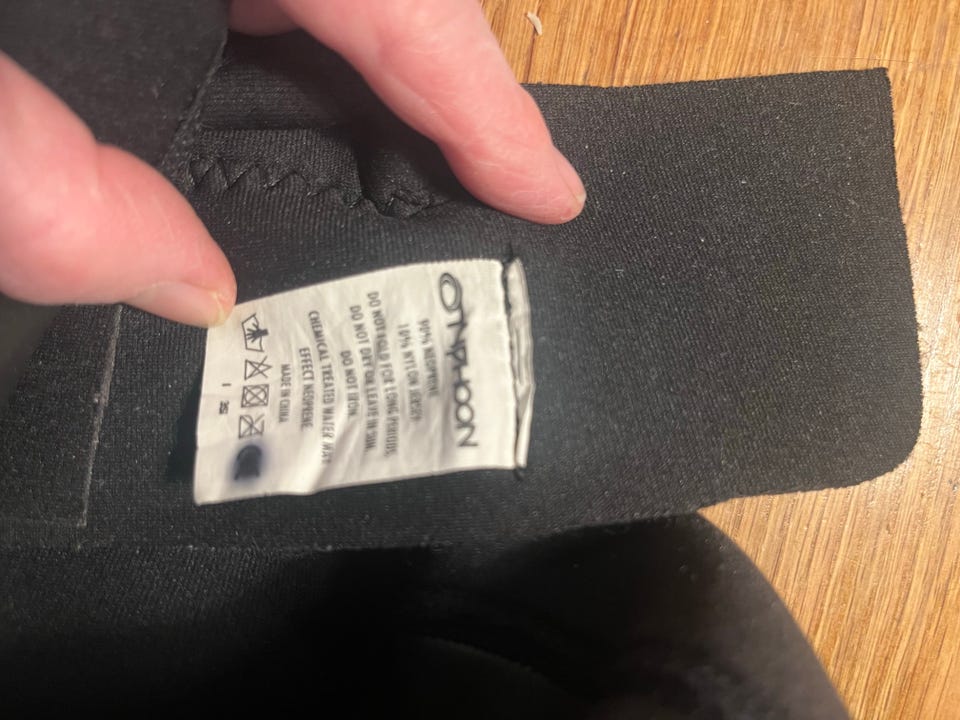 TYPHOON
90% NEOPRENE
10% NYLON JERSEY.
DO NOT FOLD FOR LONG PERIODS.
DO NOT DRY OR LEAVE IN SUN.
DO NOT IRON.
CHEMICAL TREATED WATER MAY
EFFECT NEOPRENE.
MADE IN CHINA